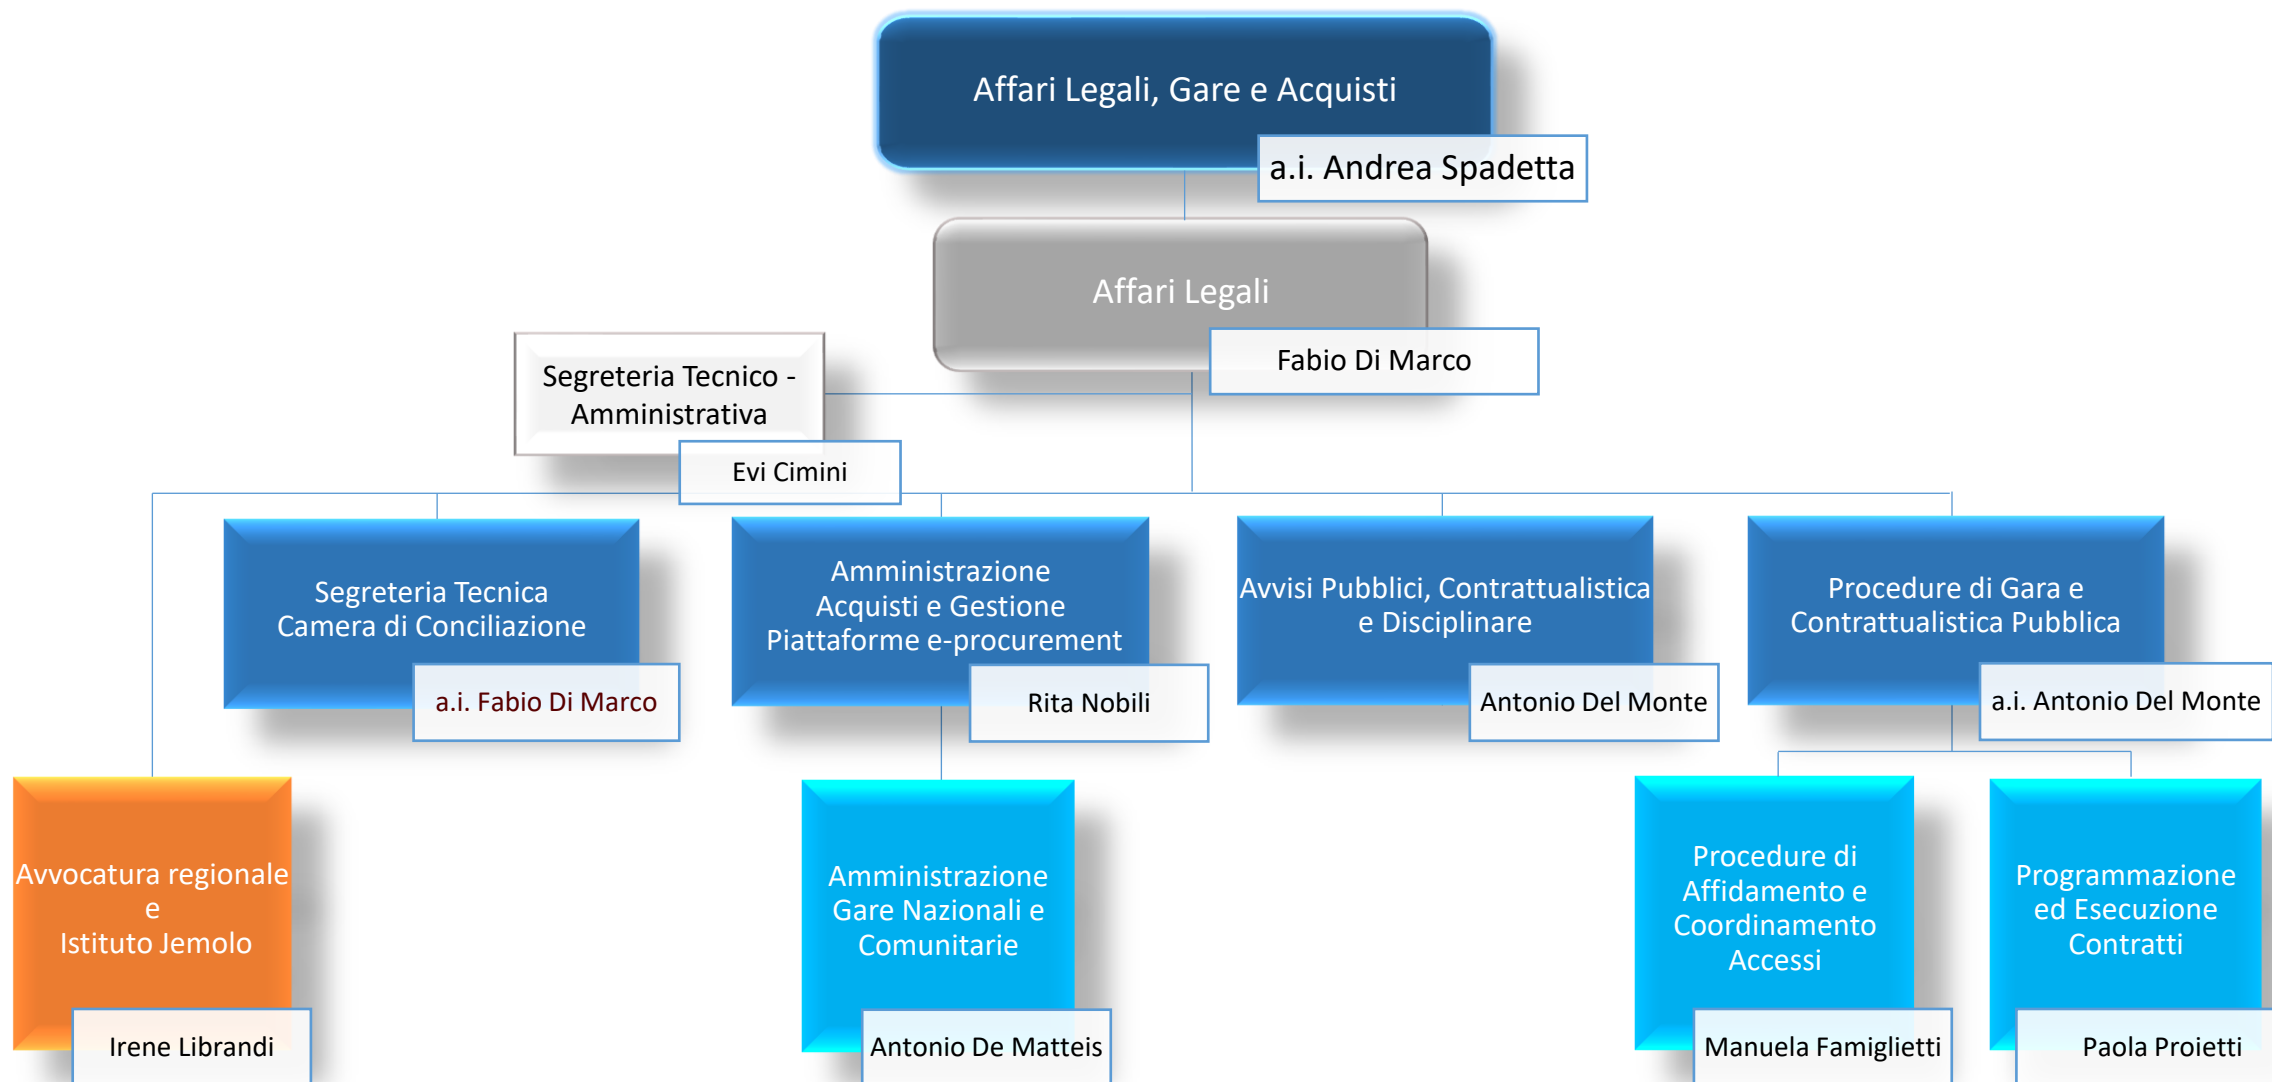 Affari Legali, Gare e Acquisti
a.i. Andrea Spadetta
Affari Legali
Fabio Di Marco
Segreteria Tecnico -
Amministrativa
Evi Cimini
Segreteria Tecnica
Camera di Conciliazione
a.i. Fabio Di Marco
Amministrazione
Acquisti e Gestione
Piattaforme e-procurement
Rita Nobili
Avvisi Pubblici, Contrattualistica
e Disciplinare
Antonio Del Monte
Procedure di Gara e
Contrattualistica Pubblica
a.i. Antonio Del Monte
Avvocatura regionale
e
Istituto Jemolo
Irene Librandi
Amministrazione
Gare Nazionali e
Comunitarie
Antonio De Matteis
Procedure di
Affidamento e
Coordinamento
Accessi
Manuela Famiglietti
Programmazione
ed Esecuzione
Contratti
Paola Proietti